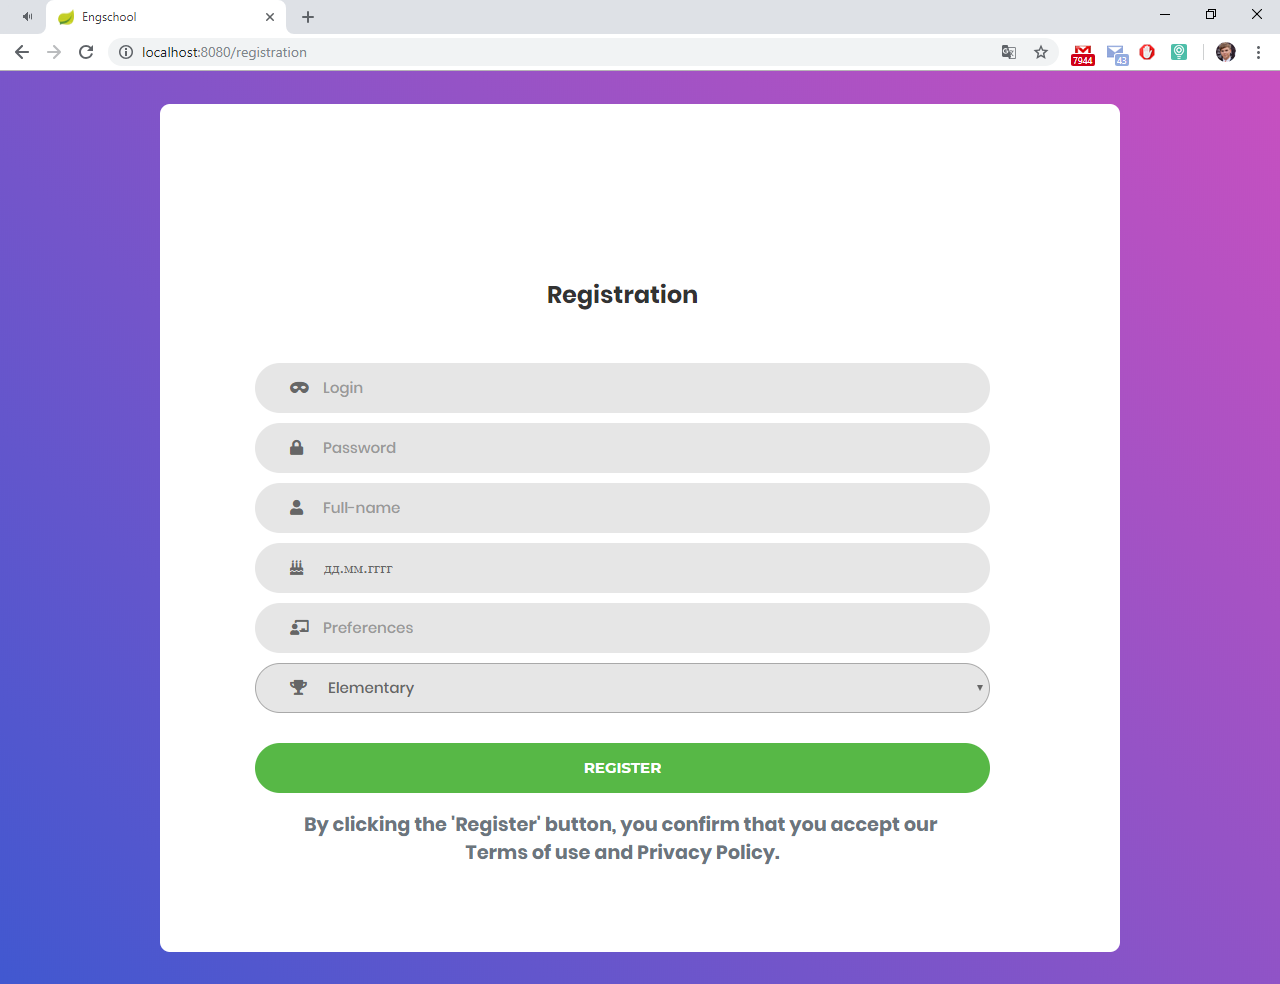 Engschool
localhost:8080/registration
7944
43
Registration
Login
Password
Full-name
дд.мм.гггг
Preferences
Elementary
REGISTER
By clicking the 'Register' button, you confirm that you accept our
Terms of use and Privacy Policy.